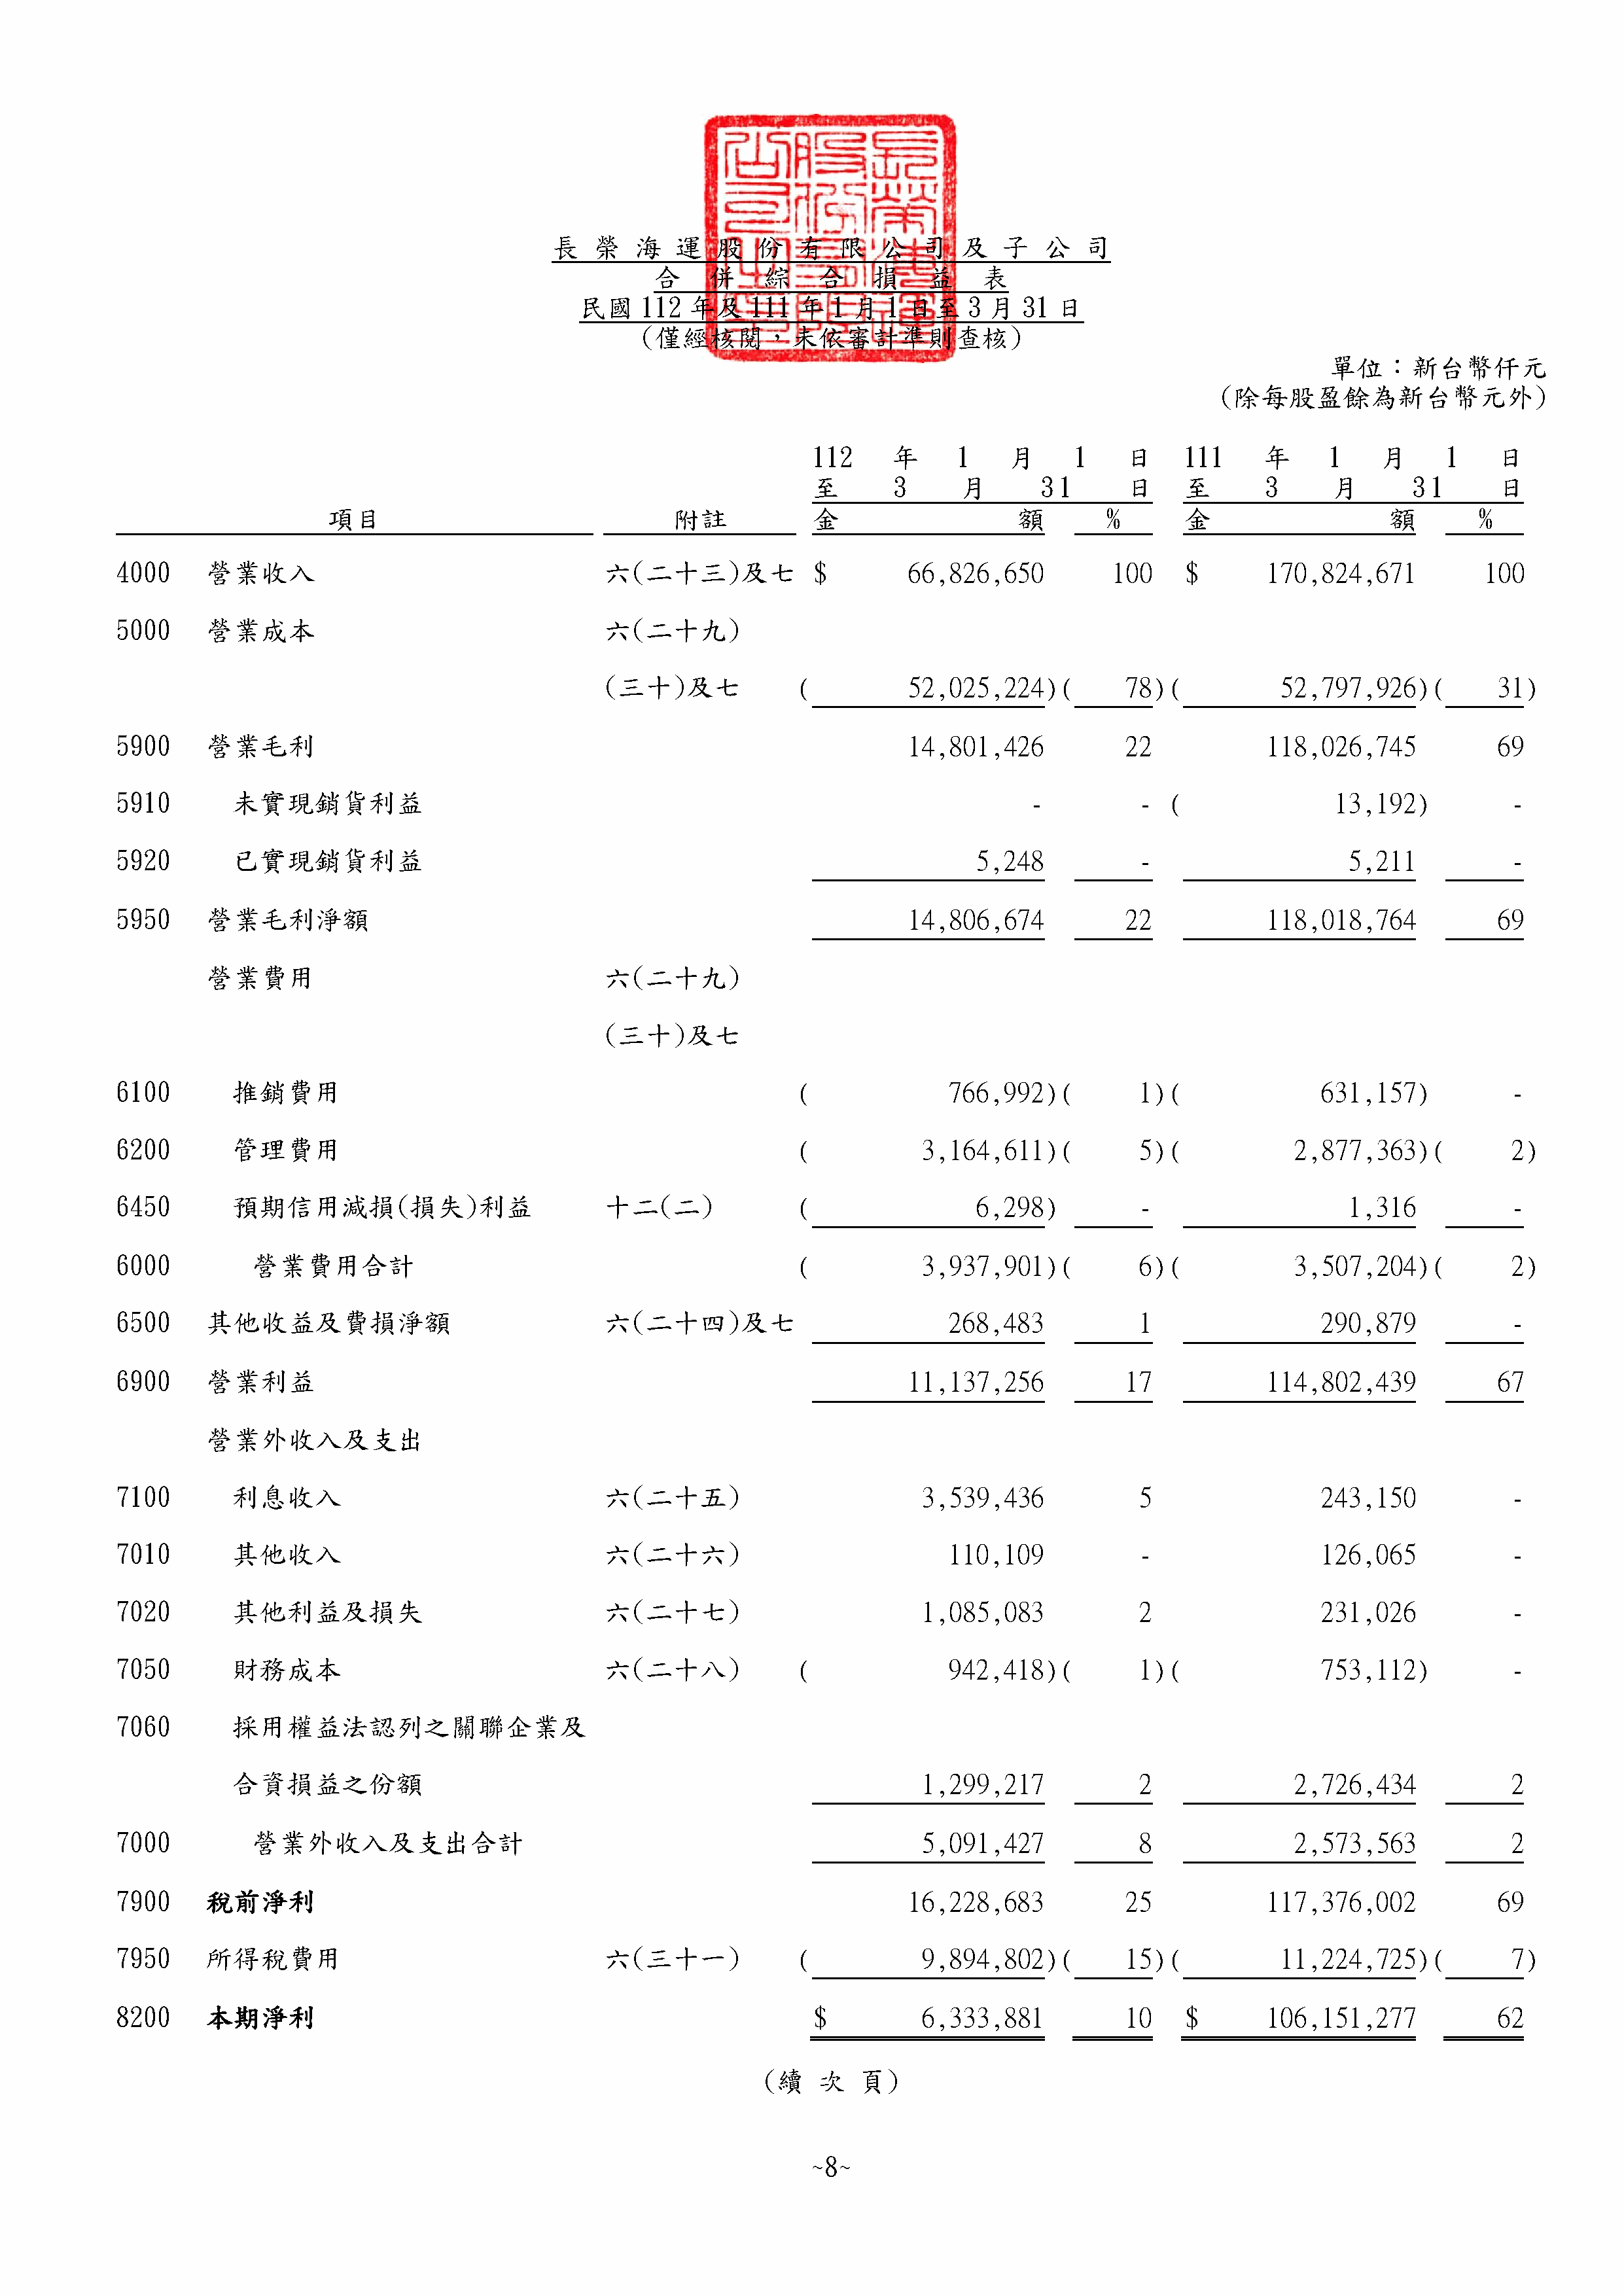 長榮海運股份有限公司及子公司
合併綜合損益表
民國112年及111年1月1日至3月31日
(僅經核閱，未依審計準則查核)
單位：新台幣仟元
(除每股盈餘為新台幣元外)
112 年 1 月 1 日 111 年 1 月 1 日
至 3 月 31 日 至 3 月 31 日
項目 附註 金 額 % 金 額 %
4000 營業收入 六(二十三)及七 $ 66,826,650 100 $ 170,824,671 100
5000 營業成本 六(二十九)
(三十)及七 ( 52,025,224)( 78)( 52,797,926)( 31)
5900 營業毛利 14,801,426 22 118,026,745 69
5910 未實現銷貨利益 - - ( 13,192) -
5920 已實現銷貨利益 5,248 - 5,211 -
5950 營業毛利淨額 14,806,674 22 118,018,764 69
營業費用 六(二十九)
(三十)及七
6100 推銷費用 ( 766,992)( 1)( 631,157) -
6200 管理費用 ( 3,164,611)( 5)( 2,877,363)( 2)
6450 預期信用減損(損失)利益 十二(二) ( 6,298) - 1,316 -
6000 營業費用合計 ( 3,937,901)( 6)( 3,507,204)( 2)
6500 其他收益及費損淨額 六(二十四)及七 268,483 1 290,879 -
6900 營業利益 11,137,256 17 114,802,439 67
營業外收入及支出
7100 利息收入 六(二十五) 3,539,436 5 243,150 -
7010 其他收入 六(二十六) 110,109 - 126,065 -
7020 其他利益及損失 六(二十七) 1,085,083 2 231,026 -
7050 財務成本 六(二十八) ( 942,418)( 1)( 753,112) -
7060 採用權益法認列之關聯企業及
合資損益之份額 1,299,217 2 2,726,434 2
7000 營業外收入及支出合計 5,091,427 8 2,573,563 2
7900 稅前淨利 16,228,683 25 117,376,002 69
7950 所得稅費用 六(三十一) ( 9,894,802)( 15)( 11,224,725)( 7)
8200 本期淨利 $ 6,333,881 10 $ 106,151,277 62
(續 次 頁)
~8~